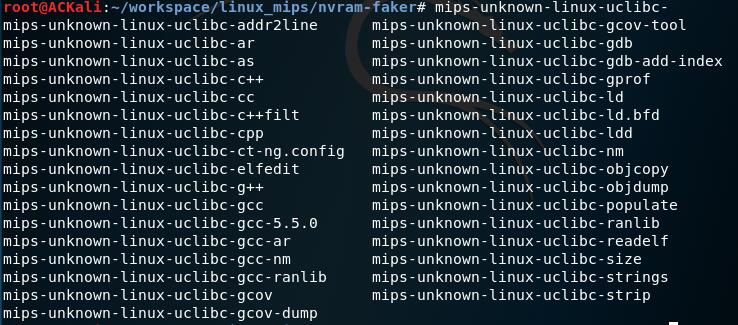 root@ACKali:~/workspace/linux_mips/nvram-faker# mips-unknown-linux-uclibc-
mips-unknown-linux-uclibc-addr2line mips-unknown-linux-uclibc-gcov-tool
mips-unknown-linux-uclibc-ar mips-unknown-linux-uclibc-gdb
mips-unknown-linux-uclibc-as mips-unknown-linux-uclibc-gdb-add-index
mips-unknown-linux-uclibc-c++ mips-unknown-linux-uclibc-gprof
mips-unknown-linux-uclibc-cc mips-unknown-linux-uclibc-ld
mips-unknown-linux-uclibc-c++filt mips-unknown-linux-uclibc-ld.bfd
mips-unknown-linux-uclibc-cpp mips-unknown-linux-uclibc-ldd
mips-unknown-linux-uclibc-ct-ng.config mips-unknown-linux-uclibc-nm
mips-unknown-linux-uclibc-elfedit mips-unknown-linux-uclibc-objcopy
mips-unknown-linux-uclibc-g++ mips-unknown-linux-uclibc-objdump
mips-unknown-linux-uclibc-gcc mips-unknown-linux-uclibc-populate
mips-unknown-linux-uclibc-gcc-5.5.0 mips-unknown-linux-uclibc-ranlib
mips-unknown-linux-uclibc-gcc-ar mips-unknown-linux-uclibc-readelf
mips-unknown-linux-uclibc-gcc-nm mips-unknown-linux-uclibc-size
mips-unknown-linux-uclibc-gcc-ranlib mips-unknown-linux-uclibc-strings
mips-unknown-linux-uclibc-gcov mips-unknown-linux-uclibc-strip
mips-unknown-linux-uclibc-gcov-dump